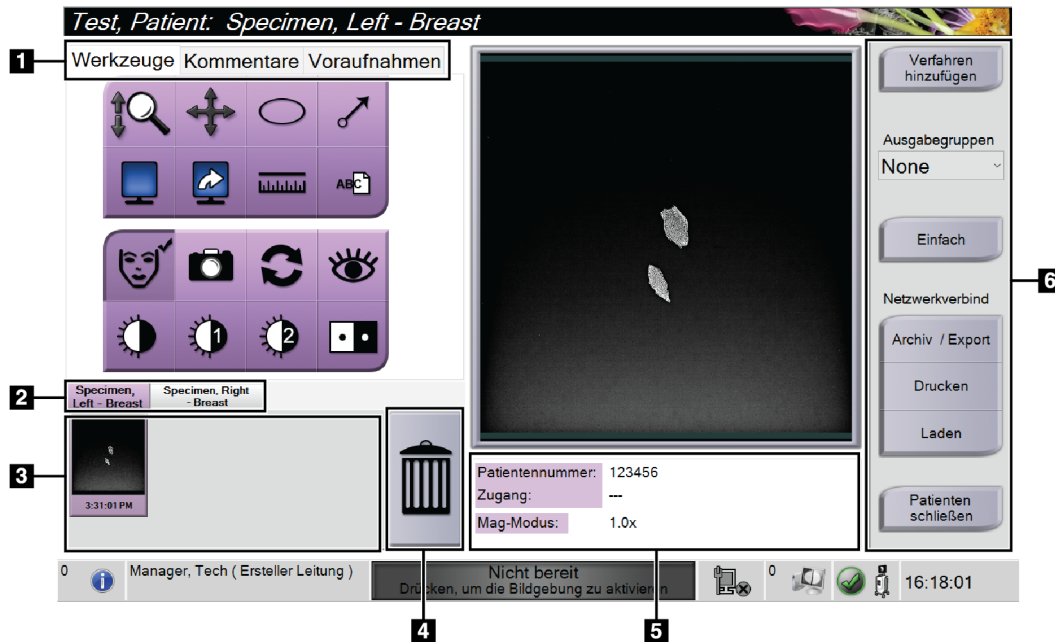 Test, Patient: Specimen, Left - Breast
1
Werkzeuge Kommentare Voraufnahmen
ABC
1
2
2
Specimen,
Left - Breast
Specimen, Right
- Breast
3
3:31:01 PM
4
Patientennummer: 123456
Zugang: ---
Mag-Modus: 1.0x
5
Verfahren
hinzufügen
Ausgabegruppen
None
Einfach
6
Netzwerkverbind
Archiv / Export
Drucken
Laden
Patienten
schließen
0
Manager, Tech ( Ersteller Leitung )
Nicht bereit
Drücken, um die Bildgebung zu aktivieren
0
16:18:01